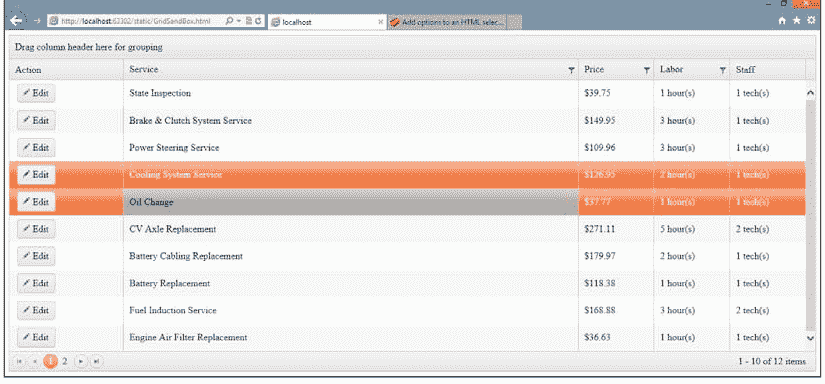 http://localhost:62302/static/GridSandBox.html
localhost
Add options to an HTML selec...
Drag column header here for grouping
Action Service Price Labor Staff
Edit State Inspection $39.75 1 hour(s) 1 tech(s)
Edit Brake & Clutch System Service $149.95 3 hour(s) 1 tech(s)
Edit Power Steering Service $109.96 3 hour(s) 1 tech(s)
Edit Cooling System Service $126.95 2 hour(s) 1 tech(s)
Edit Oil Change $37.77 1 hour(s) 1 tech(s)
Edit CV Axle Replacement $271.11 5 hour(s) 2 tech(s)
Edit Battery Cabling Replacement $179.97 2 hour(s) 1 tech(s)
Edit Battery Replacement $118.38 1 hour(s) 1 tech(s)
Edit Fuel Induction Service $168.88 3 hour(s) 2 tech(s)
Edit Engine Air Filter Replacement $36.63 1 hour(s) 1 tech(s)
1 2 1 - 10 of 12 items